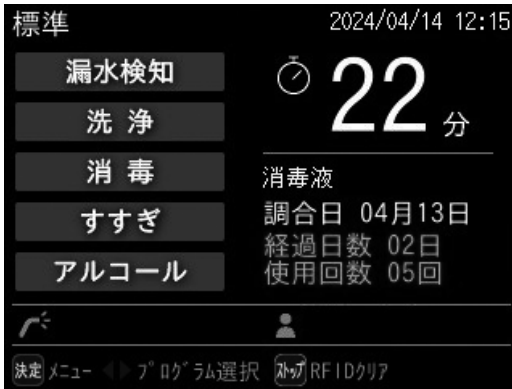 標準 2024/04/14 12:15
漏水検知
洗 浄
消 毒
すすぎ
アルコール
22分
消毒液
調合日 04月13日
経過日数 02日
使用回数 05回
決定 メニュー プログラム選択 ストップ RFIDクリア